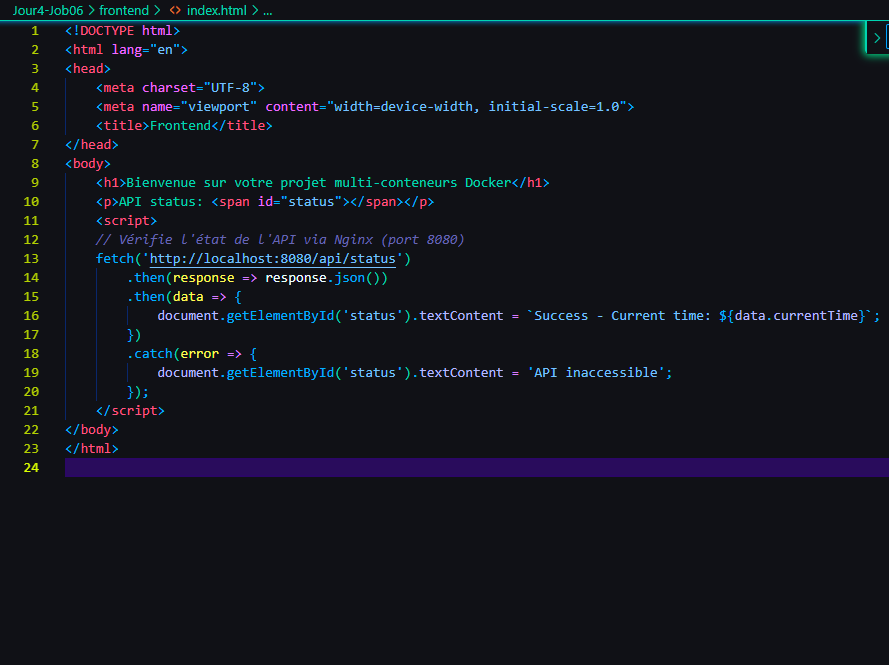 Jour4-Job06 > frontend > <> index.html > ...
1 <!DOCTYPE html>
2 <html lang="en">
3 <head>
4     <meta charset="UTF-8">
5     <meta name="viewport" content="width=device-width, initial-scale=1.0">
6     <title>Frontend</title>
7 </head>
8 <body>
9     <h1>Bienvenue sur votre projet multi-conteneurs Docker</h1>
10     <p>API status: <span id="status"></span></p>
11     <script>
12     // Vérifie l'état de l'API via Nginx (port 8080)
13     fetch('http://localhost:8080/api/status')
14         .then(response => response.json())
15         .then(data => {
16             document.getElementById('status').textContent = `Success - Current time: ${data.currentTime}`;
17         })
18         .catch(error => {
19             document.getElementById('status').textContent = 'API inaccessible';
20         });
21     </script>
22 </body>
23 </html>
24